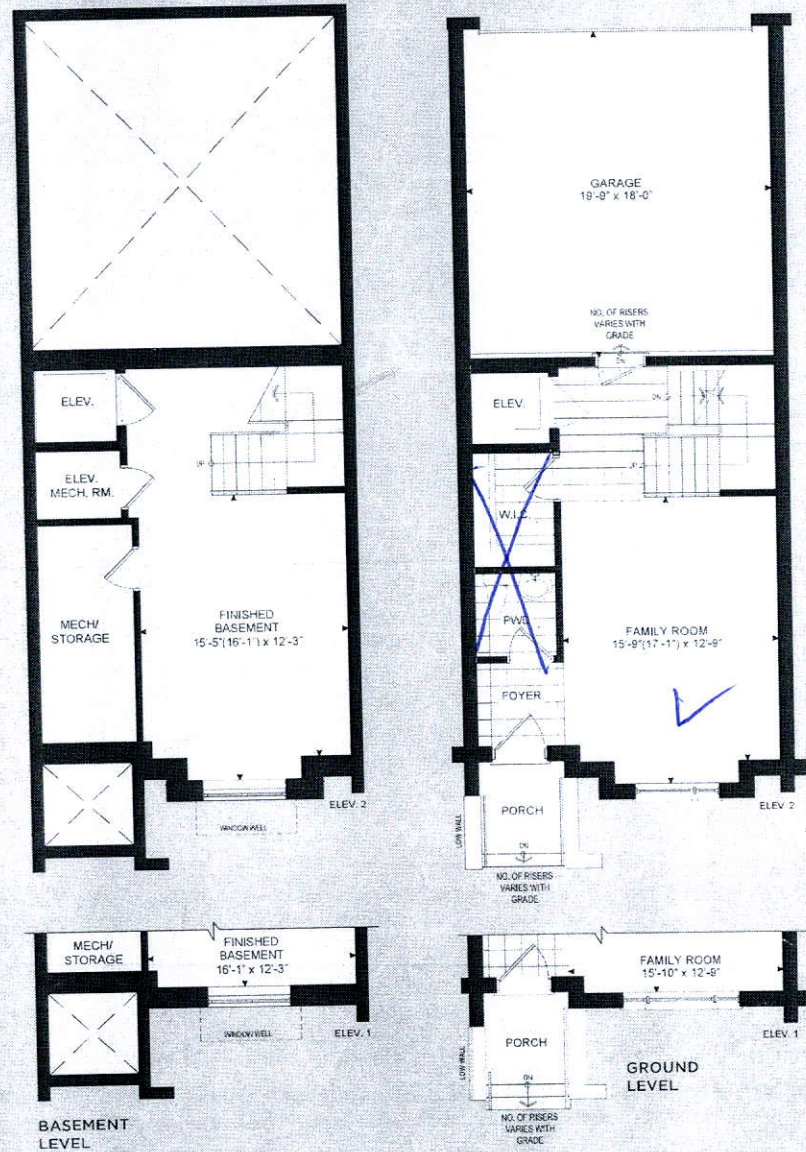 ELEV.
ELEV.
MECH. RM.
MECH/
STORAGE
UP
FINISHED
BASEMENT
15'-5"(16'-1") x 12'-3"
WINDOW WELL
ELEV. 2
MECH/
STORAGE
FINISHED
BASEMENT
16'-1" x 12'-3"
WINDOW WELL
ELEV. 1
BASEMENT
LEVEL
GARAGE
19'-9" x 18'-0"
NO. OF RISERS
VARIES WITH
GRADE
DN
ELEV.
DN
UP
W.I.C.
PWD.
FOYER
FAMILY ROOM
15'-9"(17'-1") x 12'-9"
PORCH
LOW WALL
DN
NO. OF RISERS
VARIES WITH
GRADE
ELEV. 2
FAMILY ROOM
15'-10" x 12'-9"
PORCH
LOW WALL
DN
NO. OF RISERS
VARIES WITH
GRADE
ELEV. 1
GROUND
LEVEL